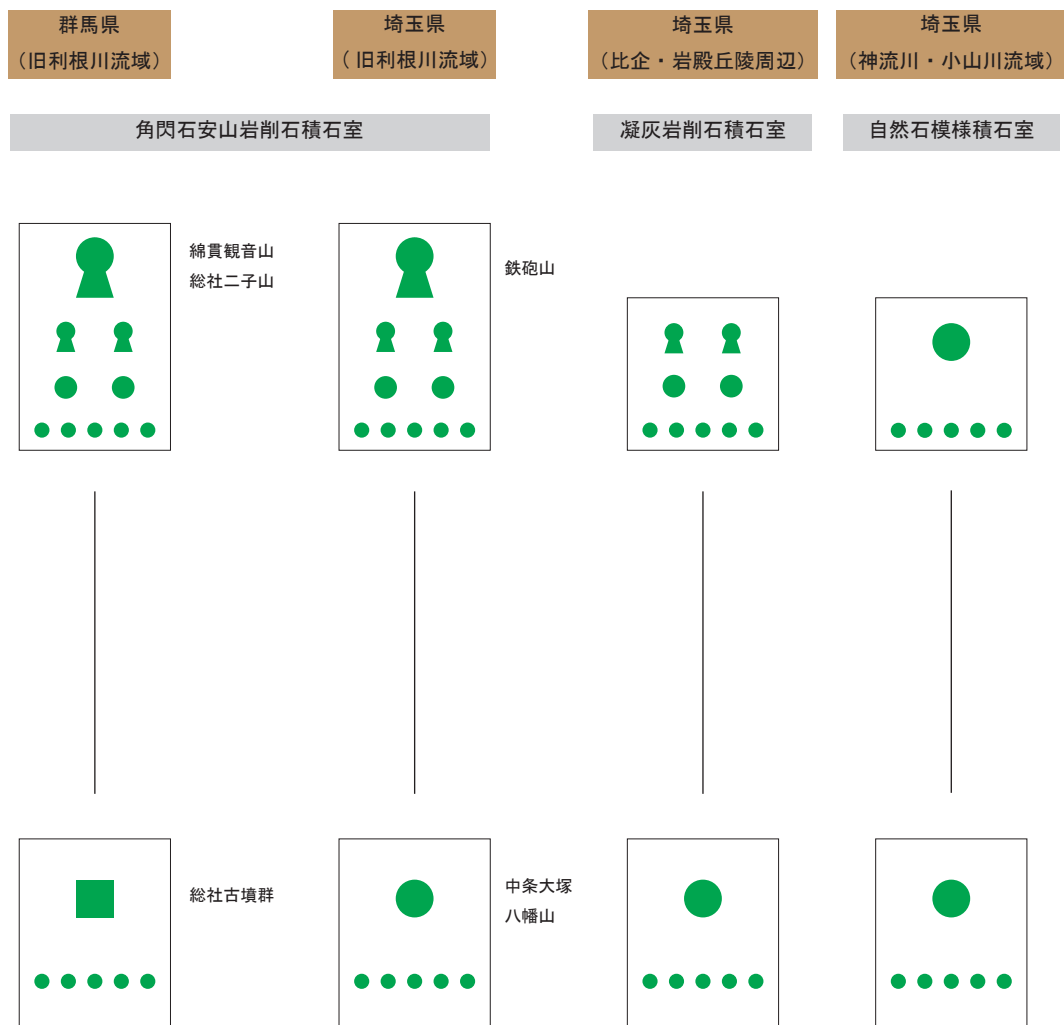 群馬県
（旧利根川流域）
埼玉県
（旧利根川流域）
埼玉県
（比企・岩殿丘陵周辺）
埼玉県
（神流川・小山川流域）
角閃石安山岩削石積石室
凝灰岩削石積石室
自然石模様積石室
綿貫観音山
総社二子山
鉄砲山
総社古墳群
中条大塚
八幡山